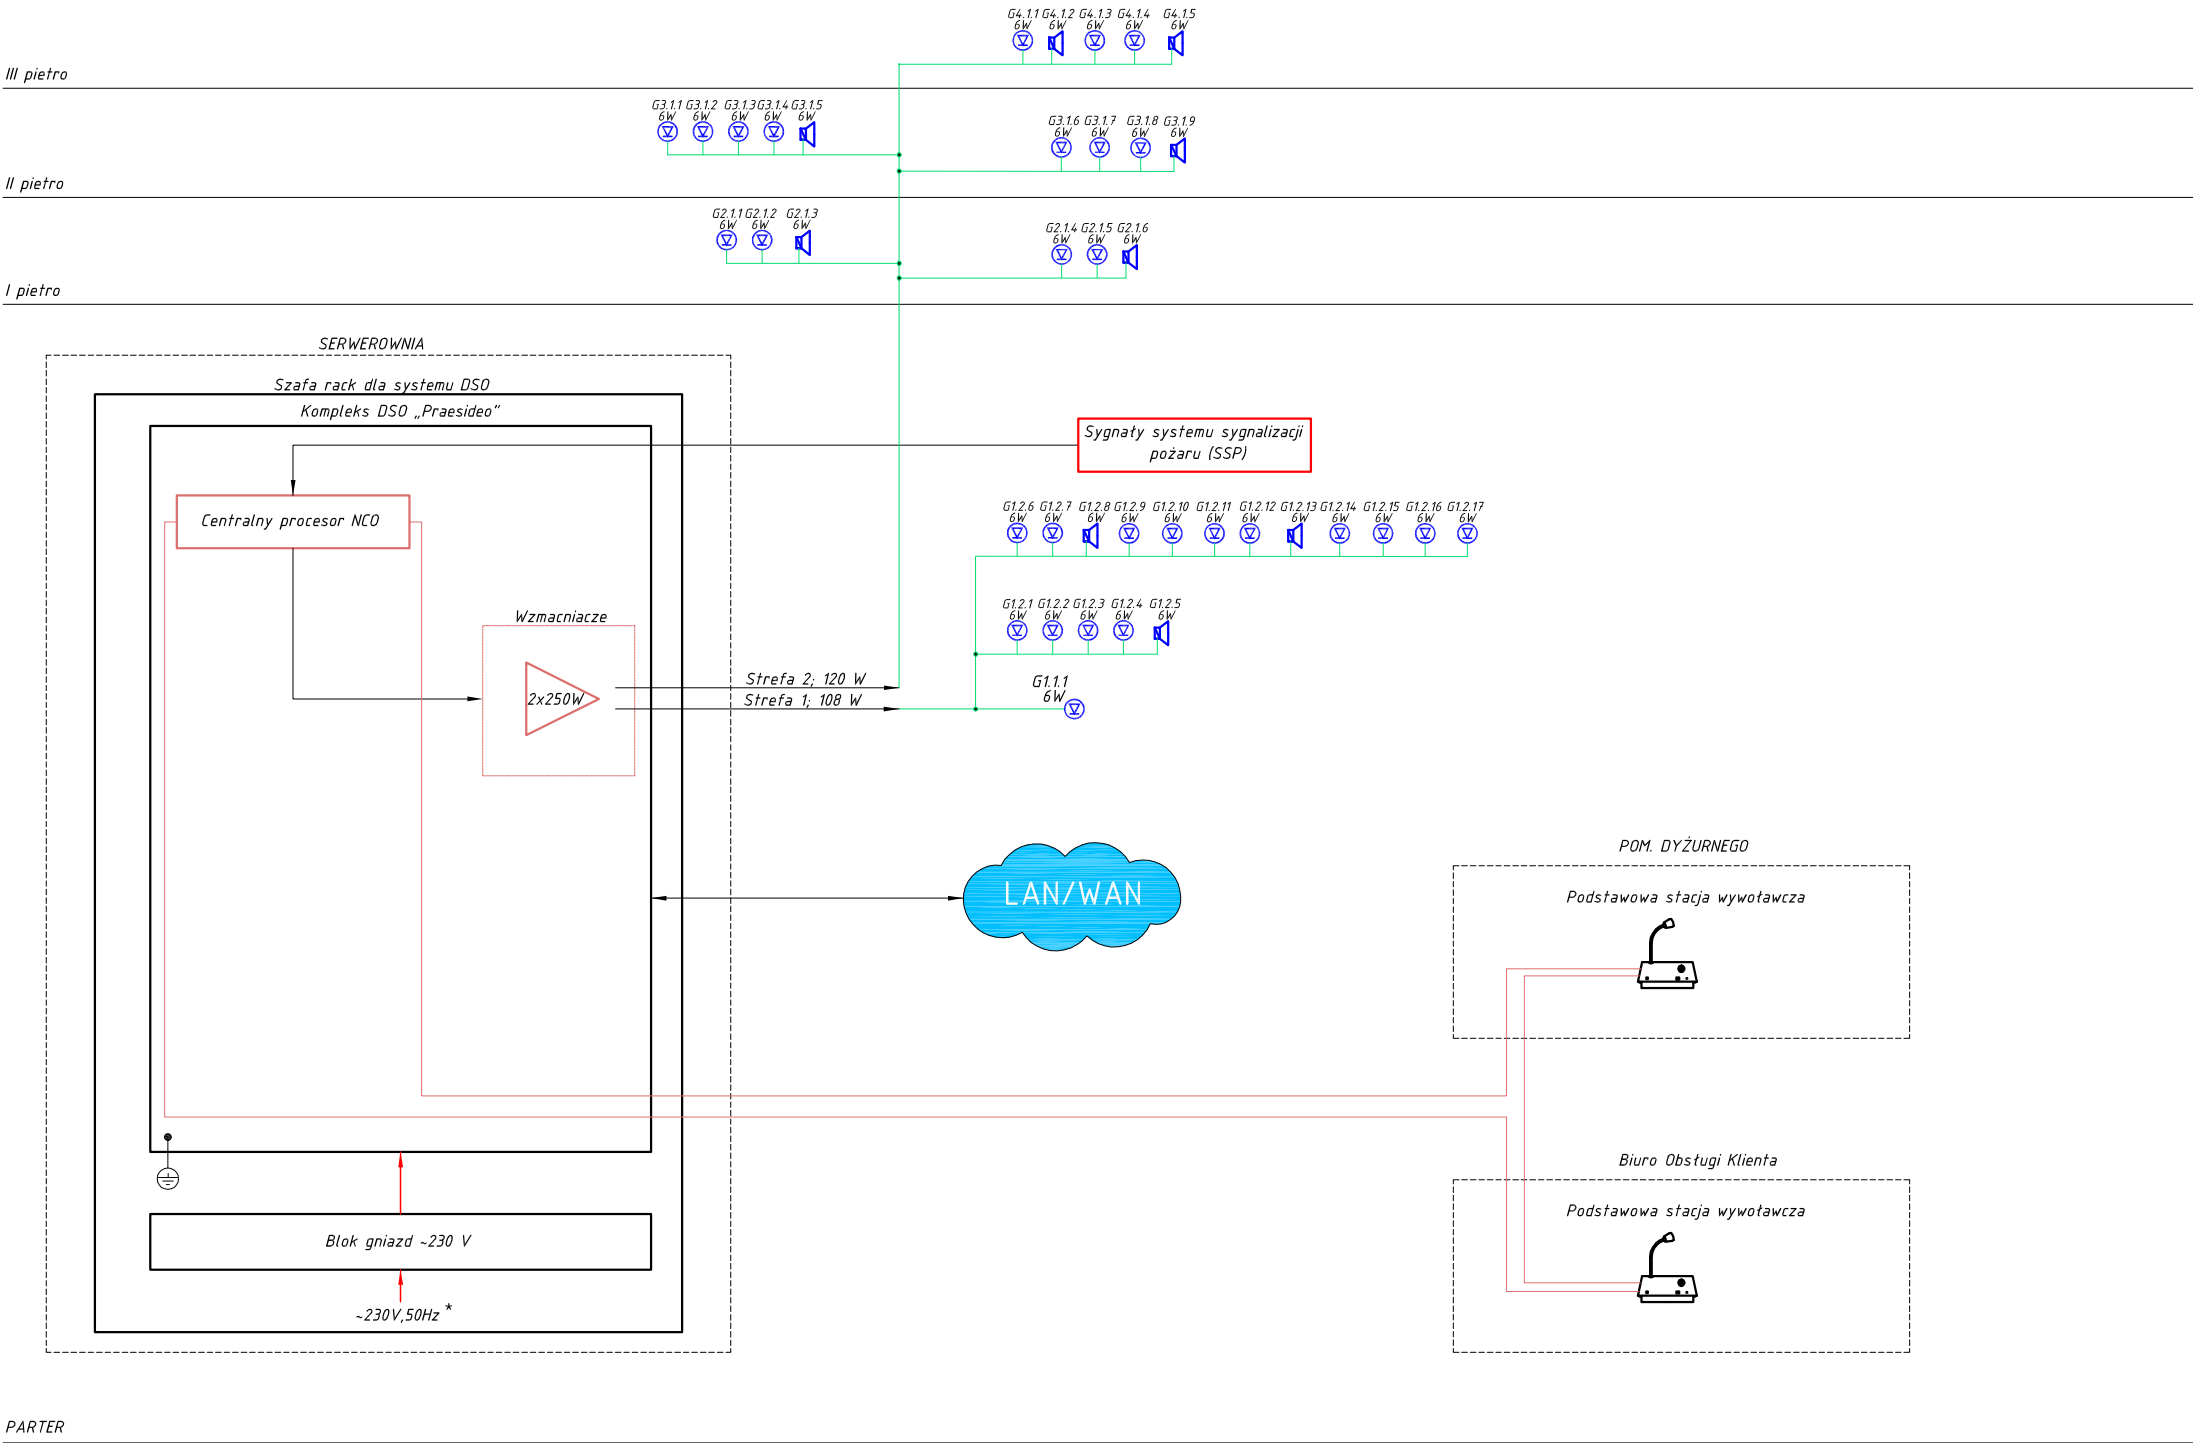 G4.1.1 G4.1.2 G4.1.3 G4.1.4 G4.1.5
6W 6W 6W 6W 6W
III pietro
G3.1.1 G3.1.2 G3.1.3 G3.1.4 G3.1.5
6W 6W 6W 6W 6W
G3.1.6 G3.1.7 G3.1.8 G3.1.9
6W 6W 6W 6W
II pietro
G2.1.1 G2.1.2 G2.1.3
6W 6W 6W
G2.1.4 G2.1.5 G2.1.6
6W 6W 6W
I pietro
SERWEROWNIA
Szafa rack dla systemu DSO
Kompleks DSO „Praesideo”
Sygnały systemu sygnalizacji
pożaru (SSP)
Centralny procesor NCO
G1.2.6 G1.2.7 G1.2.8 G1.2.9 G1.2.10 G1.2.11 G1.2.12 G1.2.13 G1.2.14 G1.2.15 G1.2.16 G1.2.17
6W 6W 6W 6W 6W 6W 6W 6W 6W 6W 6W 6W
G1.2.1 G1.2.2 G1.2.3 G1.2.4 G1.2.5
6W 6W 6W 6W 6W
Wzmacniacze
2x250W
Strefa 2; 120 W
Strefa 1; 108 W
G1.1.1
6W
LAN/WAN
POM. DYŻURNEGO
Podstawowa stacja wywoławcza
Biuro Obsługi Klienta
Podstawowa stacja wywoławcza
Blok gniazd ~230 V
~230V,50Hz *
PARTER